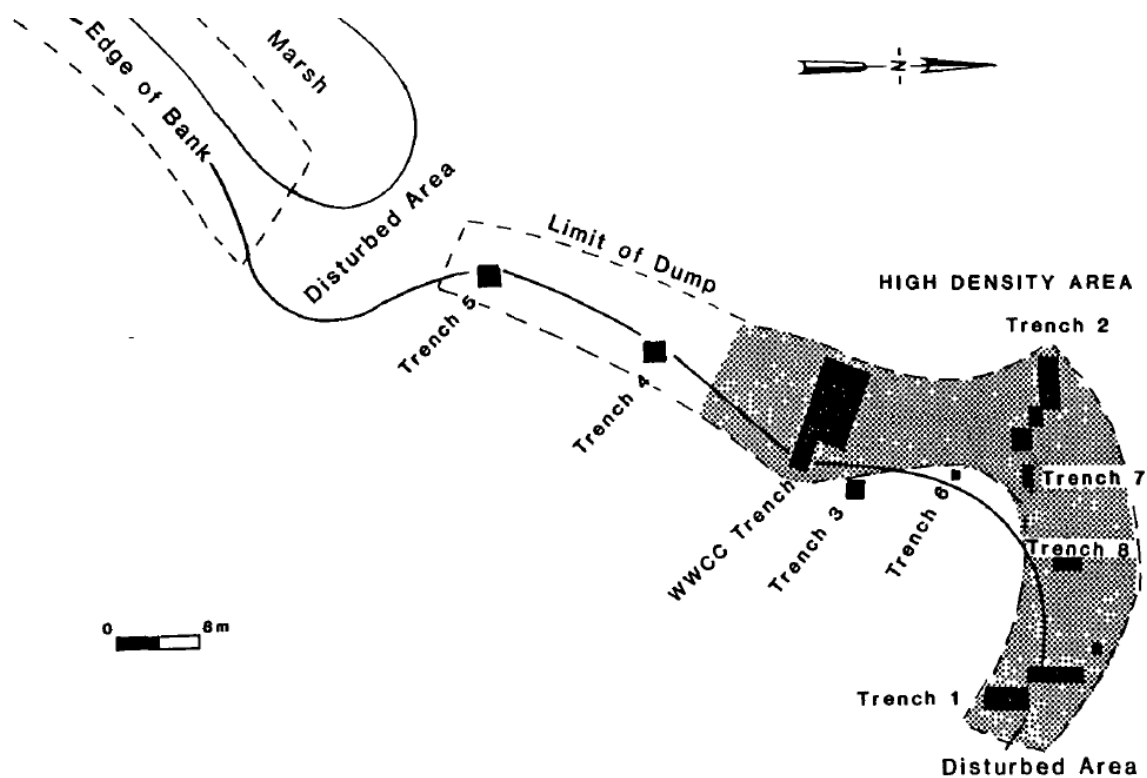 Edge of Bank
Marsh
N
Disturbed Area
Limit of Dump
HIGH DENSITY AREA
Trench 2
Trench 5
Trench 4
Trench 7
WWCC Trench
Trench 3
Trench 6
Trench 8
0 8m
Trench 1
Disturbed Area